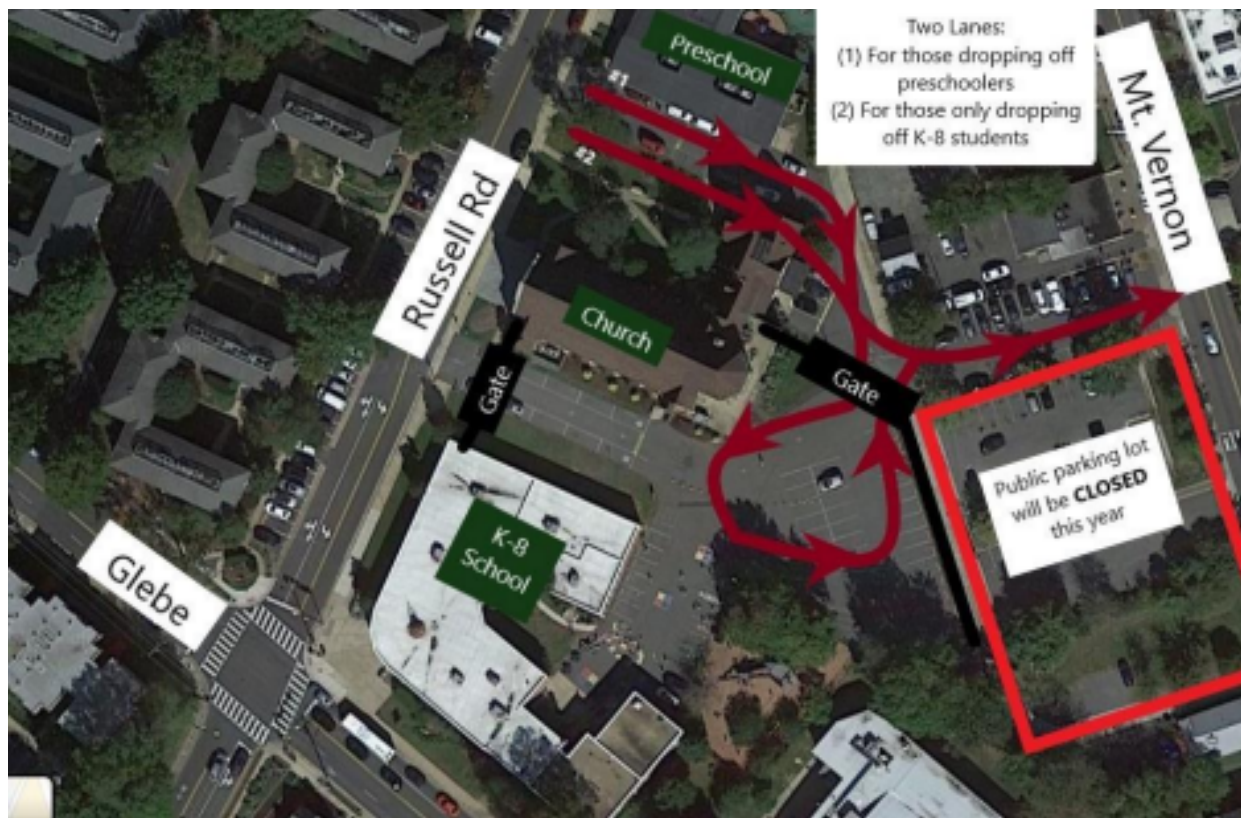 Preschool
#1
#2
Two Lanes:
(1) For those dropping off
preschoolers
(2) For those only dropping
off K-8 students
Mt. Vernon
Russell Rd
Church
Gate
Gate
Public parking lot
will be CLOSED
this year
K-8
School
Glebe